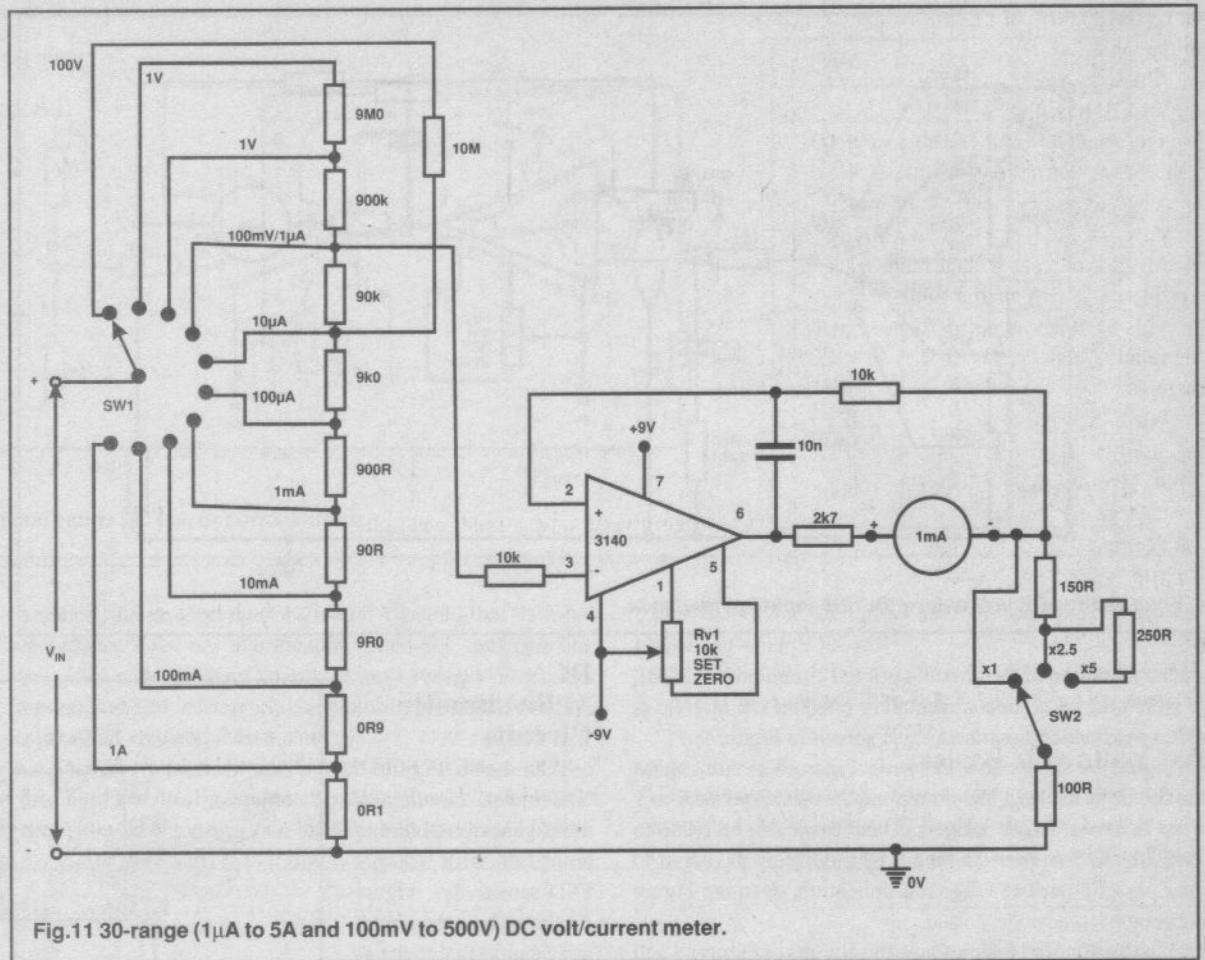 100V
1V
9M0
1V
10M
900k
100mV/1µA
90k
10µA
10k
+
9k0
SW1
100µA
+9V
10n
900R
2
7
+
6
2k7
+
1mA
-
1mA
3140
10k
3
-
5
150R
90R
1
4
10mA
Rv1
10k
SET
ZERO
250R
x2.5
x1
x5
9R0
VIN
100mA
SW2
-9V
0R9
1A
100R
0R1
-
0V
Fig.11 30-range (1µA to 5A and 100mV to 500V) DC volt/current meter.